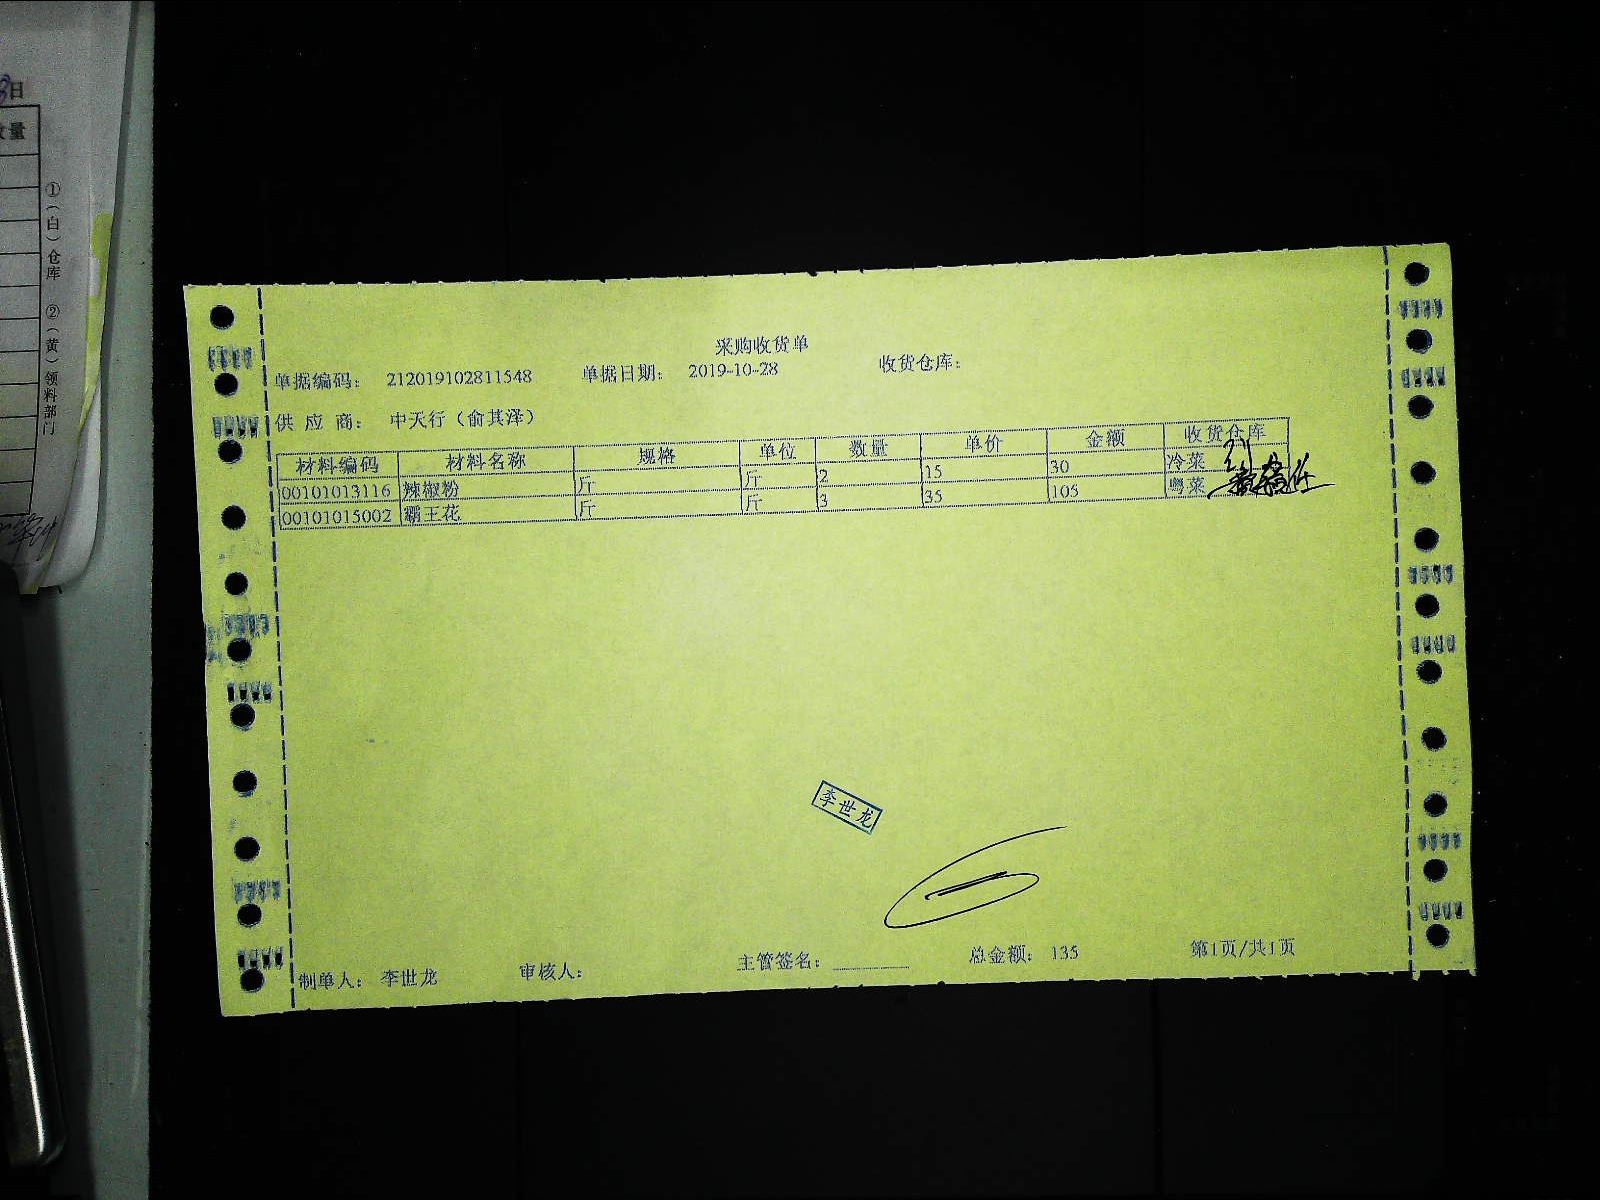 日
数量
①(白)仓库 ②(黄)领料部门
采购收货单
单据编码: 212019102811548 单据日期: 2019-10-28 收货仓库:
供应商: 中天行(俞其泽)
材料编码 材料名称 规格 单位 数量 单价 金额 收货仓库
00101013116 辣椒粉 斤 斤 2 15 30 冷菜
00101015002 霸王花 斤 斤 3 35 105 粤菜
李世龙
制单人: 李世龙 审核人: 主管签名: 总金额: 135 第1页/共1页